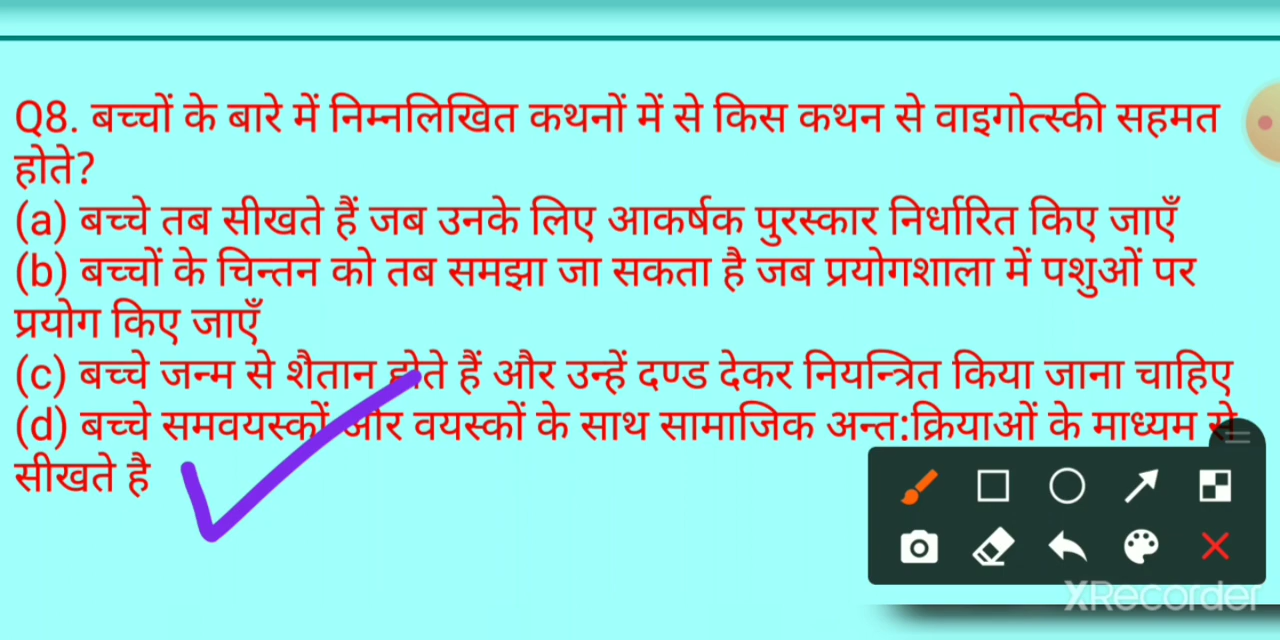 Q8. बच्चों के बारे में निम्नलिखित कथनों में से किस कथन से वाइगोत्स्की सहमत
होते?
(a) बच्चे तब सीखते हैं जब उनके लिए आकर्षक पुरस्कार निर्धारित किए जाएँ
(b) बच्चों के चिन्तन को तब समझा जा सकता है जब प्रयोगशाला में पशुओं पर
प्रयोग किए जाएँ
(c) बच्चे जन्म से शैतान होते हैं और उन्हें दण्ड देकर नियन्त्रित किया जाना चाहिए
(d) बच्चे समवयस्कों और वयस्कों के साथ सामाजिक अन्त:क्रियाओं के माध्यम से
सीखते है
XRecorder